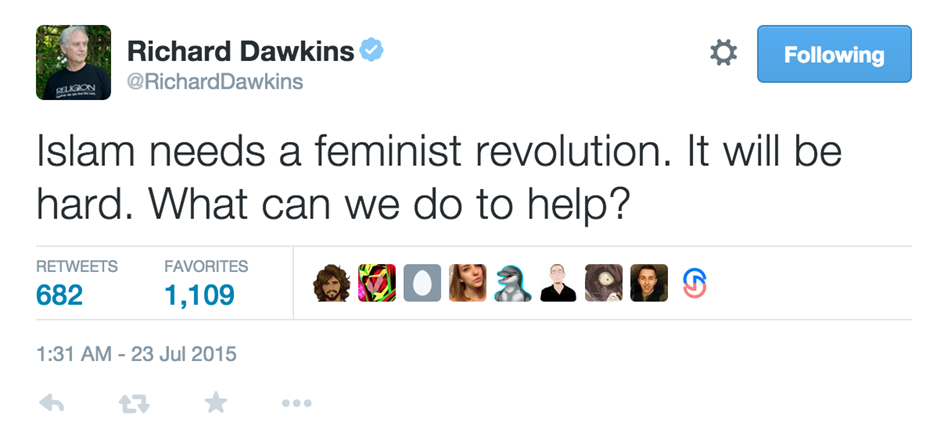 Richard Dawkins
@RichardDawkins
Following
RELIGION
Islam needs a feminist revolution. It will be
hard. What can we do to help?
RETWEETS FAVORITES
682 1,109
1:31 AM - 23 Jul 2015